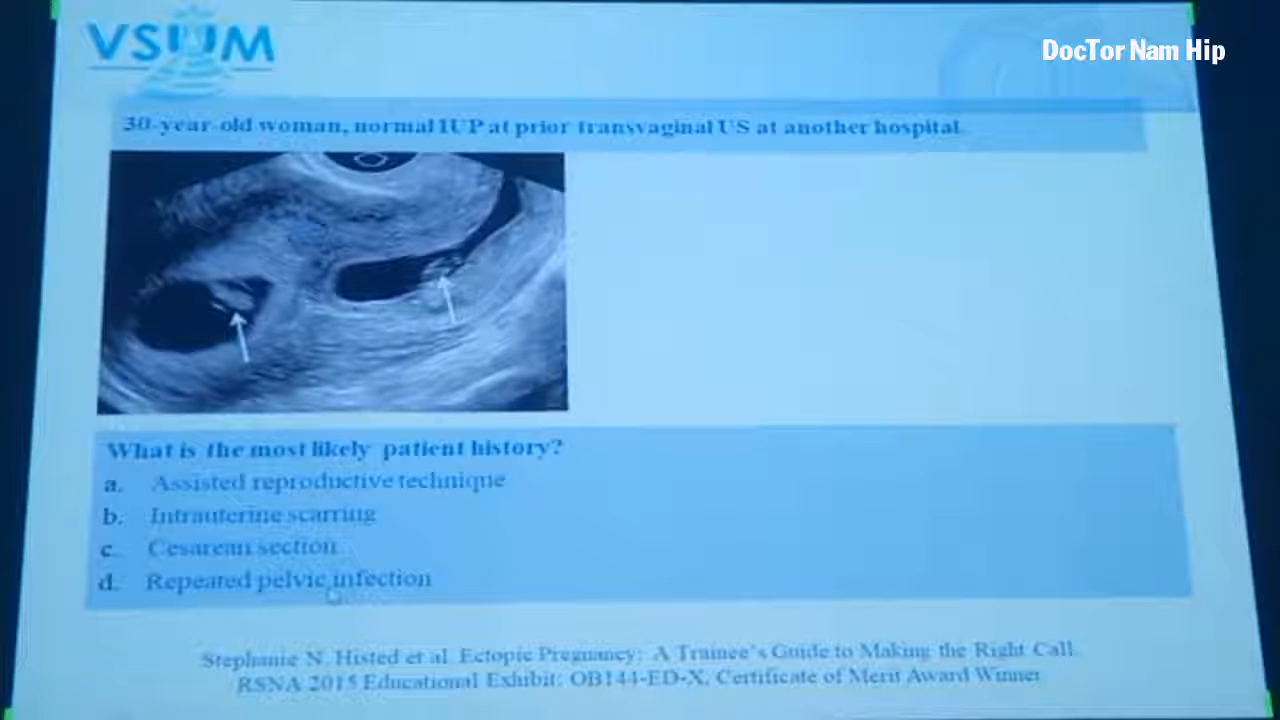 VSUM
DocTor Nam Hip
30-year-old woman, normal IUP at prior transvaginal US at another hospital.
What is the most likely patient history?
a. Assisted reproductive technique
b. Intrauterine scarring
c. Cesarean section
d. Repeated pelvic infection
Stephanie N. Histed et al. Ectopic Pregnancy: A Trainee's Guide to Making the Right Call.
RSNA 2015 Educational Exhibit: OB144-ED-X, Certificate of Merit Award Winner